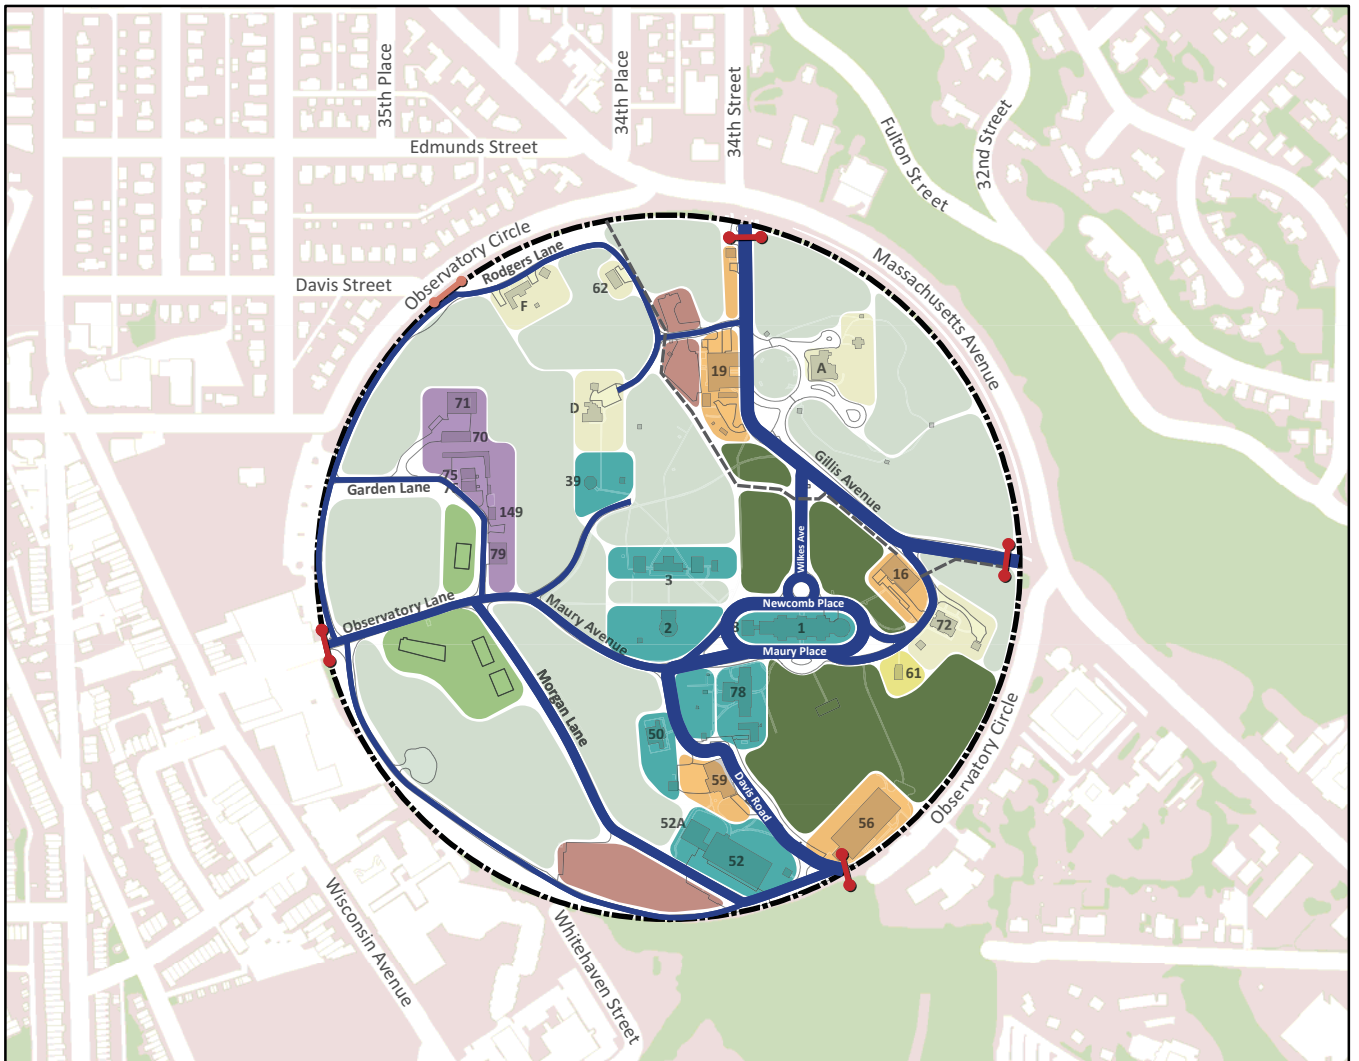 35th Place
34th Place
34th Street
Edmunds Street
Fulton Street
32nd Street
Observatory Circle
Rodgers Lane
Davis Street
Massachusetts Avenue
F
62
19
A
D
71
70
39
75
Garden Lane
149
Gillis Avenue
79
Wilkes Ave
3
16
Observatory Lane
Maury Avenue
Newcomb Place
2
1
72
Maury Place
61
78
Morgan Lane
50
59
Davis Road
Observatory Circle
52A
56
52
Wisconsin Avenue
Whitehaven Street